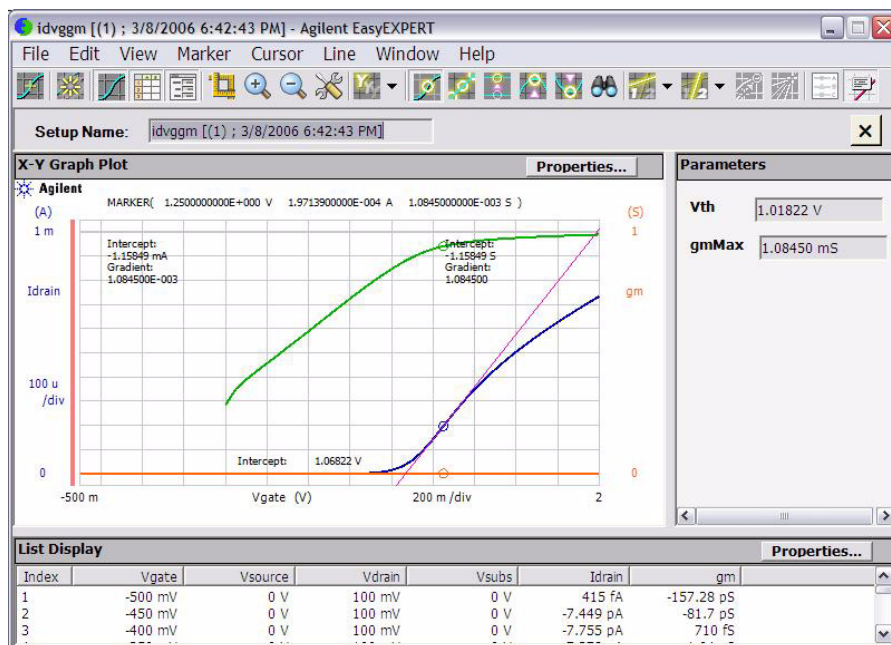 idvggm [(1) ; 3/8/2006 6:42:43 PM] - Agilent EasyEXPERT
File Edit View Marker Cursor Line Window Help
Setup Name: idvggm [(1) ; 3/8/2006 6:42:43 PM]
X-Y Graph Plot
Properties...
Parameters
Agilent
MARKER( 1.2500000000E+000 V 1.9713900000E-004 A 1.0845000000E-003 S )
(A)
(S)
1 m
1
Intercept:
-1.15849 mA
Gradient:
1.084500E-003
Intercept:
-1.15849 S
Gradient:
1.084500
Idrain
gm
100 u
/div
Intercept: 1.06822 V
0
0
-500 m
Vgate (V)
200 m /div
2
Vth 1.01822 V
gmMax 1.08450 mS
List Display
Properties...
Index Vgate Vsource Vdrain Vsubs Idrain gm
1 -500 mV 0 V 100 mV 0 V 415 fA -157.28 pS
2 -450 mV 0 V 100 mV 0 V -7.449 pA -81.7 pS
3 -400 mV 0 V 100 mV 0 V -7.755 pA 710 fS